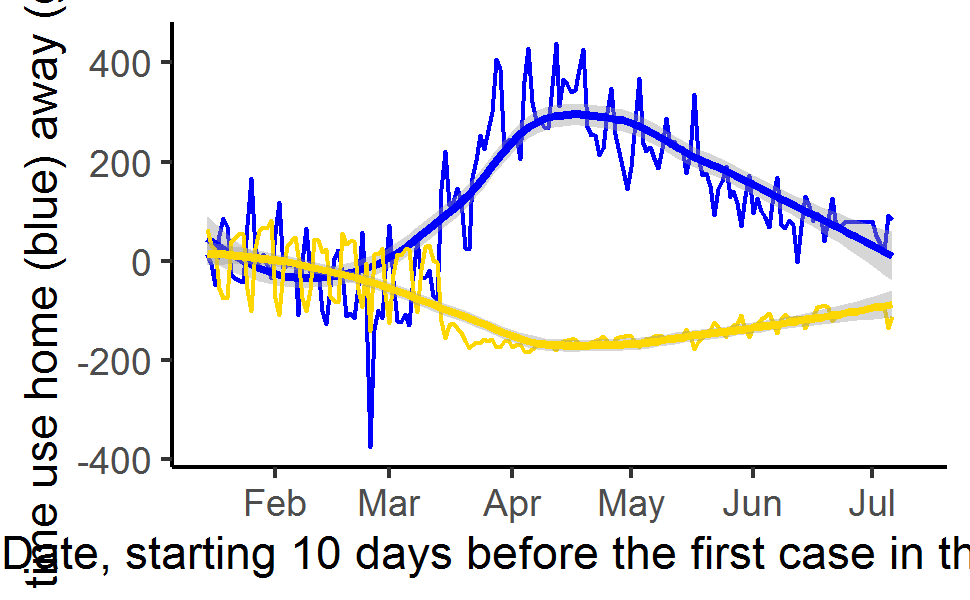 time use home (blue) away (g
400
200
0
-200
-400
Feb Mar Apr May Jun Jul
Date, starting 10 days before the first case in th